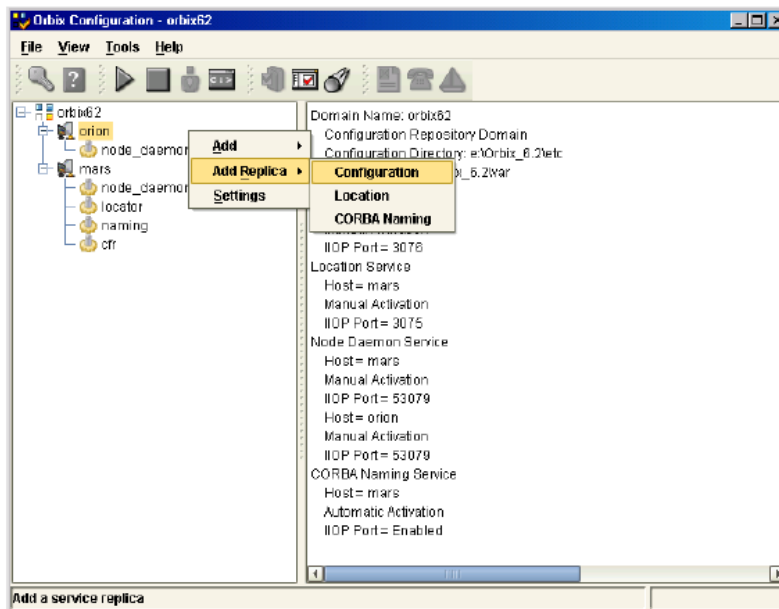 Orbix Configuration - orbix62
File View Tools Help
orbix62
orion
node_daemon
mars
node_daemon
locator
naming
cfr
Add
Add Replica
Settings
Configuration
Location
CORBA Naming
Domain Name: orbix62
Configuration Repository Domain
Configuration Directory: e:\Orbix_6.2\etc
6.2\var
IIOP Port = 3076
Location Service
Host = mars
Manual Activation
IIOP Port = 3075
Node Daemon Service
Host = mars
Manual Activation
IIOP Port = 53079
Host = orion
Manual Activation
IIOP Port = 53079
CORBA Naming Service
Host = mars
Automatic Activation
IIOP Port = Enabled
Add a service replica